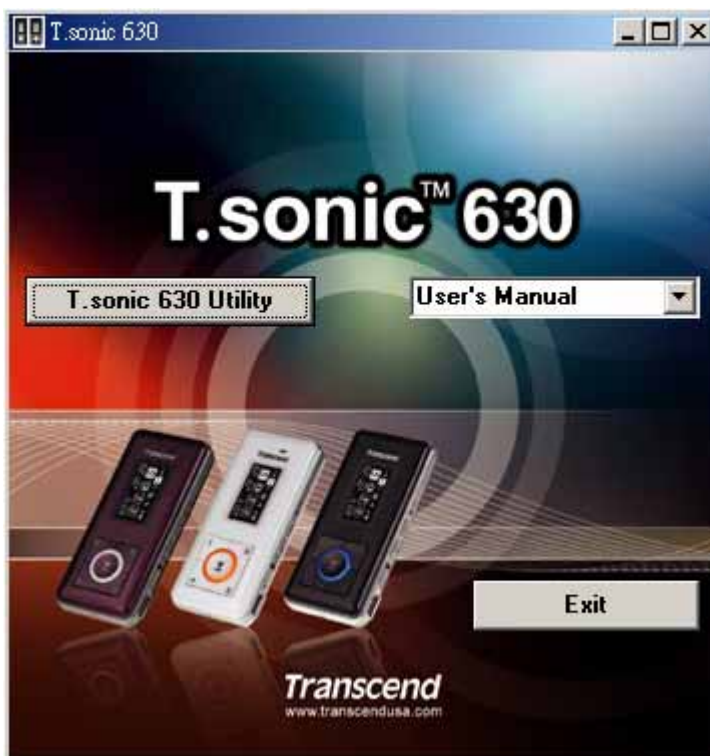 T.sonic 630
T.sonic™ 630
T.sonic 630 Utility
User's Manual
Exit
Transcend
www.transcendusa.com